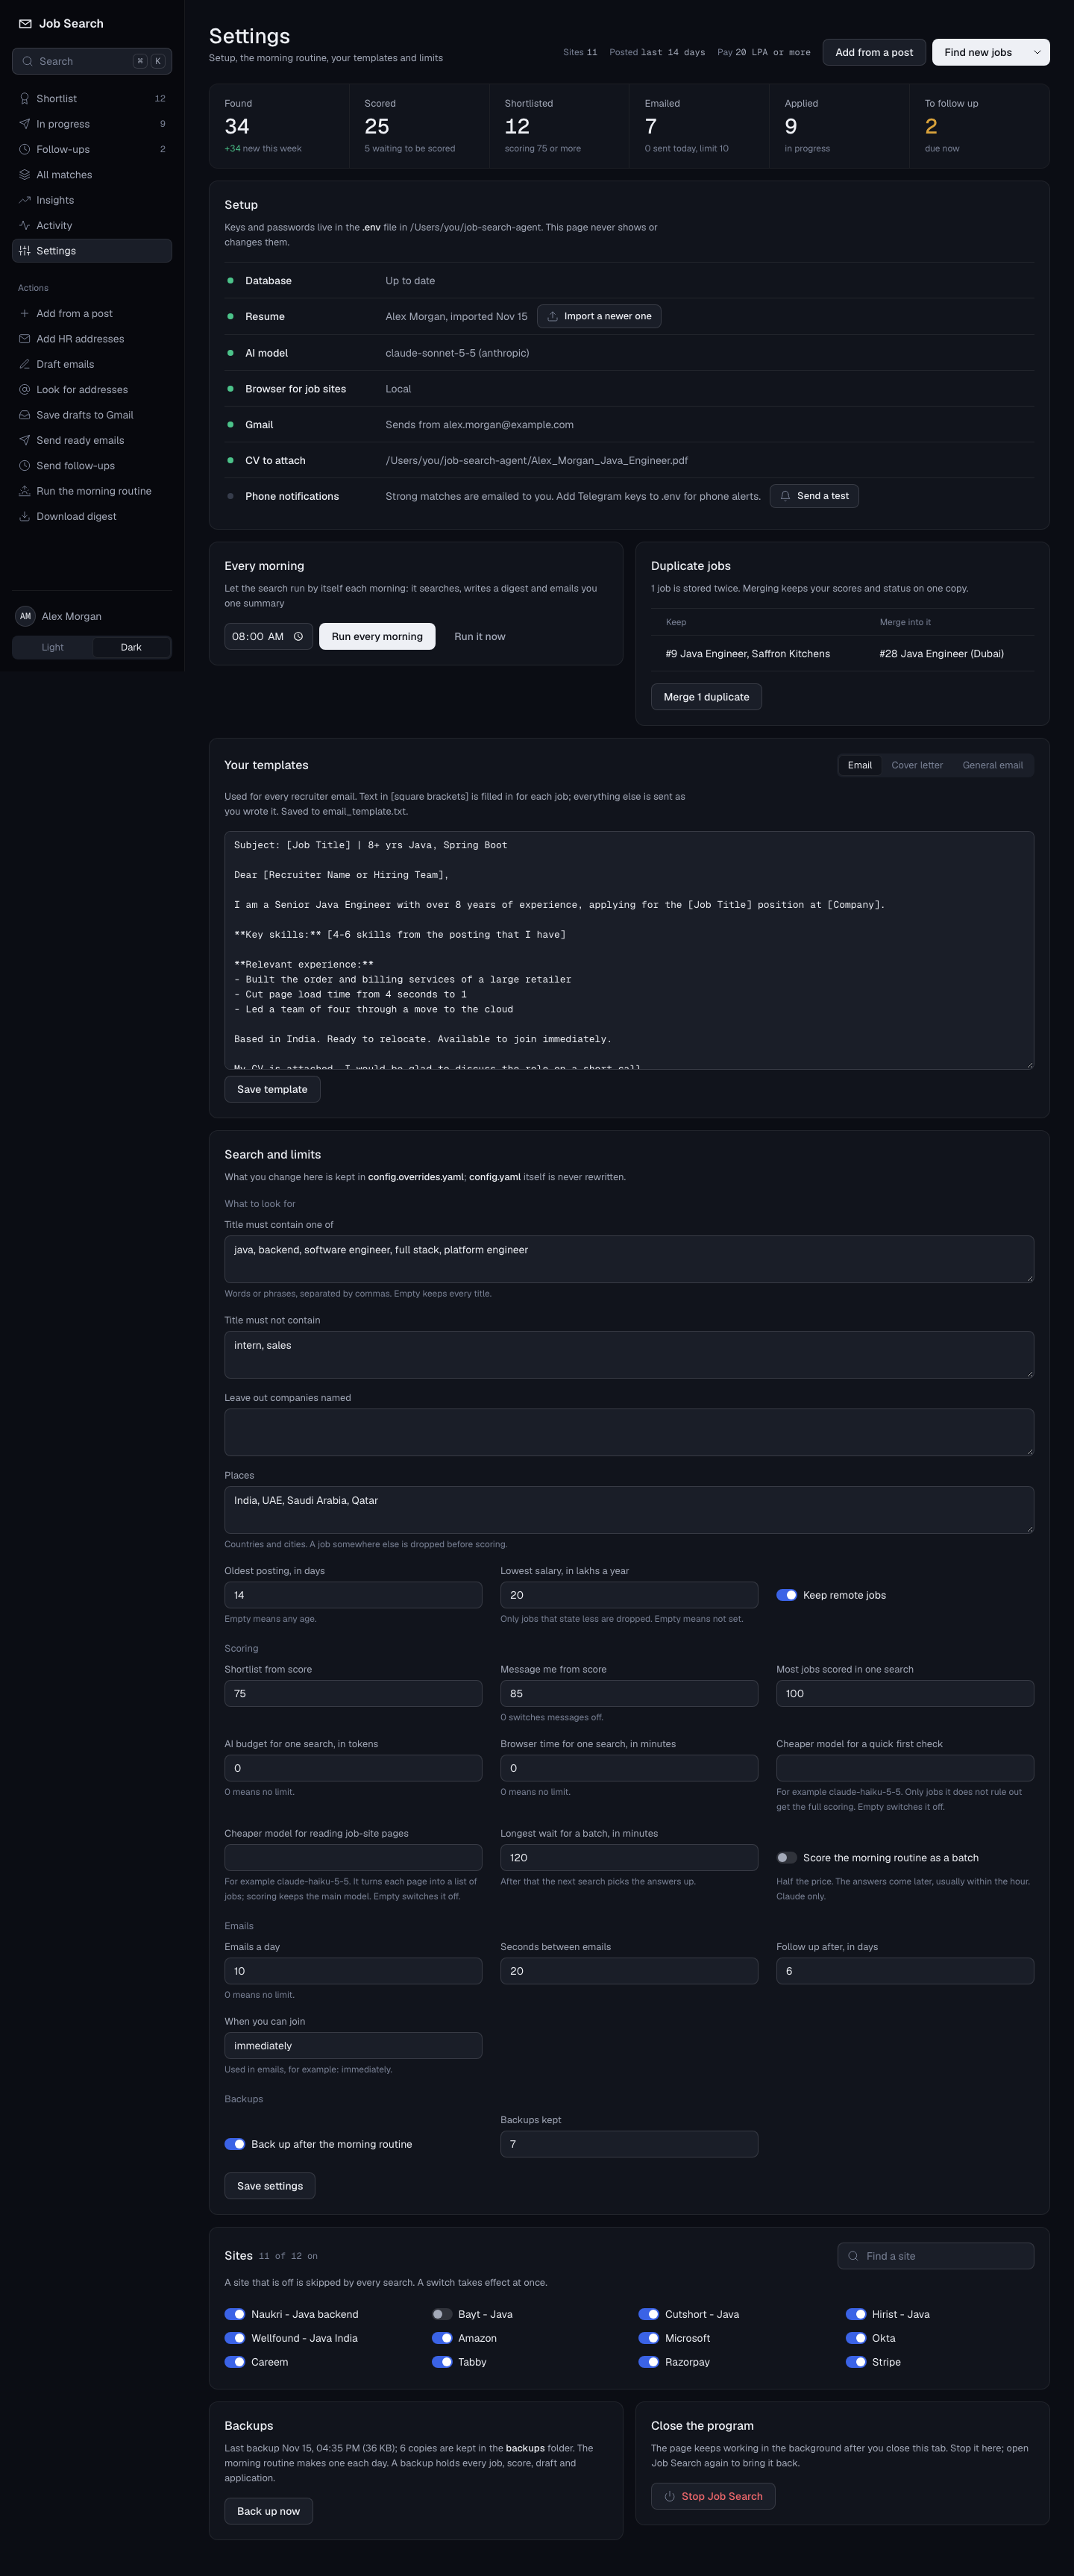 Job Search
Search ⌘ K
Shortlist 12
In progress 9
Follow-ups 2
All matches
Insights
Activity
Settings
Actions
Add from a post
Add HR addresses
Draft emails
Look for addresses
Save drafts to Gmail
Send ready emails
Send follow-ups
Run the morning routine
Download digest
AM Alex Morgan
Light Dark
Settings
Setup, the morning routine, your templates and limits
Sites 11 Posted last 14 days Pay 20 LPA or more
Add from a post
Find new jobs
Found
34
+34 new this week
Scored
25
5 waiting to be scored
Shortlisted
12
scoring 75 or more
Emailed
7
0 sent today, limit 10
Applied
9
in progress
To follow up
2
due now
Setup
Keys and passwords live in the .env file in /Users/you/job-search-agent. This page never shows or
changes them.
Database Up to date
Resume Alex Morgan, imported Nov 15 Import a newer one
AI model claude-sonnet-5-5 (anthropic)
Browser for job sites Local
Gmail Sends from alex.morgan@example.com
CV to attach /Users/you/job-search-agent/Alex_Morgan_Java_Engineer.pdf
Phone notifications Strong matches are emailed to you. Add Telegram keys to .env for phone alerts. Send a test
Every morning
Let the search run by itself each morning: it searches, writes a digest and emails you
one summary
08:00 AM Run every morning Run it now
Duplicate jobs
1 job is stored twice. Merging keeps your scores and status on one copy.
Keep Merge into it
#9 Java Engineer, Saffron Kitchens #28 Java Engineer (Dubai)
Merge 1 duplicate
Your templates
Email Cover letter General email
Used for every recruiter email. Text in [square brackets] is filled in for each job; everything else is sent as
you wrote it. Saved to email_template.txt.
Subject: [Job Title] | 8+ yrs Java, Spring Boot
Dear [Recruiter Name or Hiring Team],
I am a Senior Java Engineer with over 8 years of experience, applying for the [Job Title] position at [Company].
**Key skills:** [4-6 skills from the posting that I have]
**Relevant experience:**
- Built the order and billing services of a large retailer
- Cut page load time from 4 seconds to 1
- Led a team of four through a move to the cloud
Based in India. Ready to relocate. Available to join immediately.
My CV is attached. I would be glad to discuss the role on a short call
Save template
Search and limits
What you change here is kept in config.overrides.yaml; config.yaml itself is never rewritten.
What to look for
Title must contain one of
java, backend, software engineer, full stack, platform engineer
Words or phrases, separated by commas. Empty keeps every title.
Title must not contain
intern, sales
Leave out companies named
Places
India, UAE, Saudi Arabia, Qatar
Countries and cities. A job somewhere else is dropped before scoring.
Oldest posting, in days
14
Empty means any age.
Lowest salary, in lakhs a year
20
Only jobs that state less are dropped. Empty means not set.
Keep remote jobs
Scoring
Shortlist from score
75
Message me from score
85
0 switches messages off.
Most jobs scored in one search
100
AI budget for one search, in tokens
0
0 means no limit.
Browser time for one search, in minutes
0
0 means no limit.
Cheaper model for a quick first check
For example claude-haiku-5-5. Only jobs it does not rule out
get the full scoring. Empty switches it off.
Cheaper model for reading job-site pages
For example claude-haiku-5-5. It turns each page into a list of
jobs; scoring keeps the main model. Empty switches it off.
Longest wait for a batch, in minutes
120
After that the next search picks the answers up.
Score the morning routine as a batch
Half the price. The answers come later, usually within the hour.
Claude only.
Emails
Emails a day
10
0 means no limit.
Seconds between emails
20
Follow up after, in days
6
When you can join
immediately
Used in emails, for example: immediately.
Backups
Back up after the morning routine
Backups kept
7
Save settings
Sites 11 of 12 on
Find a site
A site that is off is skipped by every search. A switch takes effect at once.
Naukri - Java backend Bayt - Java Cutshort - Java Hirist - Java
Wellfound - Java India Amazon Microsoft Okta
Careem Tabby Razorpay Stripe
Backups
Last backup Nov 15, 04:35 PM (36 KB); 6 copies are kept in the backups folder. The
morning routine makes one each day. A backup holds every job, score, draft and
application.
Back up now
Close the program
The page keeps working in the background after you close this tab. Stop it here; open
Job Search again to bring it back.
Stop Job Search